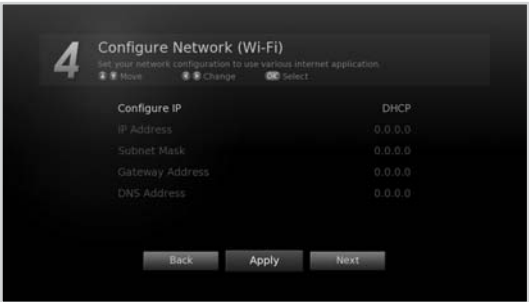 4
Configure Network (Wi-Fi)
Set your network configuration to use various internet application.
Move Change OK Select
Configure IP DHCP
IP Address 0.0.0.0
Subnet Mask 0.0.0.0
Gateway Address 0.0.0.0
DNS Address 0.0.0.0
Back Apply Next